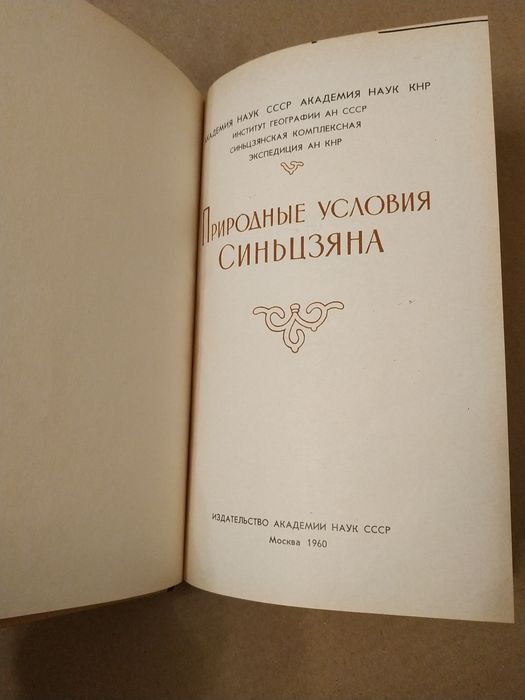 АКАДЕМИЯ НАУК СССР АКАДЕМИЯ НАУК КНР
ИНСТИТУТ ГЕОГРАФИИ АН СССР
СИНЬЦЗЯНСКАЯ КОМПЛЕКСНАЯ
ЭКСПЕДИЦИЯ АН КНР
ПРИРОДНЫЕ УСЛОВИЯ
СИНЬЦЗЯНА
ИЗДАТЕЛЬСТВО АКАДЕМИИ НАУК СССР
Москва 1960